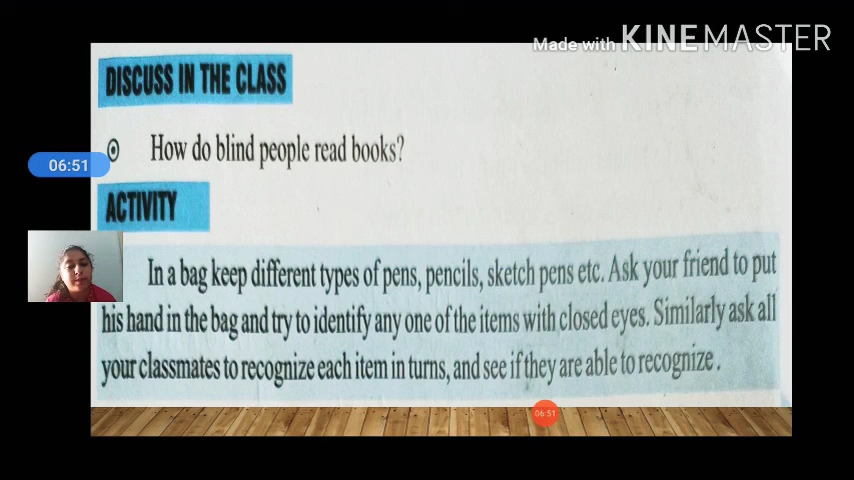 Made with KINEMASTER
DISCUSS IN THE CLASS
How do blind people read books?
06:51
ACTIVITY
In a bag keep different types of pens, pencils, sketch pens etc. Ask your friend to put
his hand in the bag and try to identify any one of the items with closed eyes. Similarly ask all
your classmates to recognize each item in turns, and see if they are able to recognize.
06:51